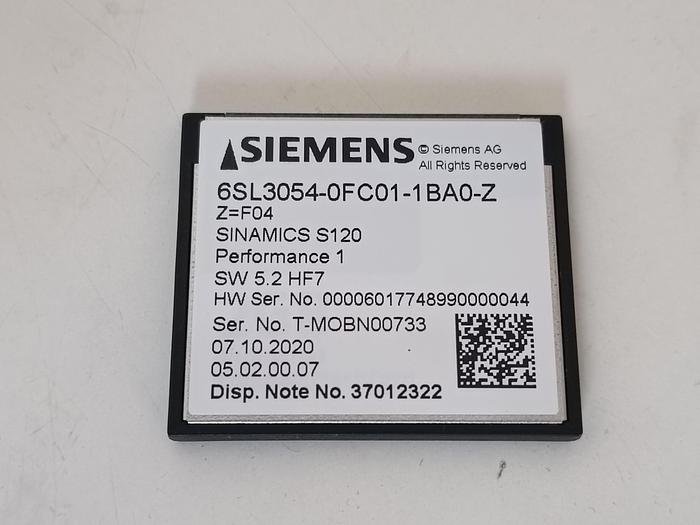 SIEMENS © Siemens AG
All Rights Reserved
6SL3054-0FC01-1BA0-Z
Z=F04
SINAMICS S120
Performance 1
SW 5.2 HF7
HW Ser. No. 00006017748990000044
Ser. No. T-MOBN00733
07.10.2020
05.02.00.07
Disp. Note No. 37012322